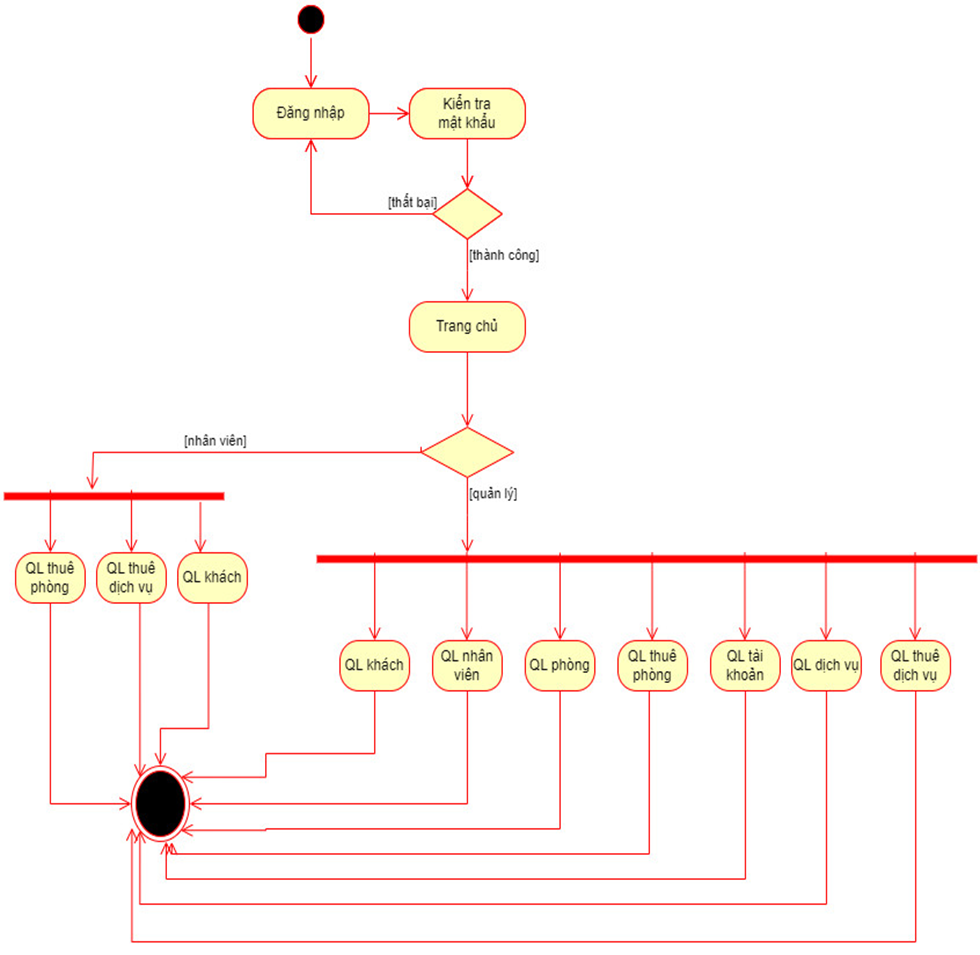 Đăng nhập
Kiển tra
mật khẩu
[thất bại]
[thành công]
Trang chủ
[nhân viên]
[quản lý]
QL thuê
phòng
QL thuê
dịch vụ
QL khách
QL khách
QL nhân
viên
QL phòng
QL thuê
phòng
QL tải
khoản
QL dịch vụ
QL thuê
dịch vụ